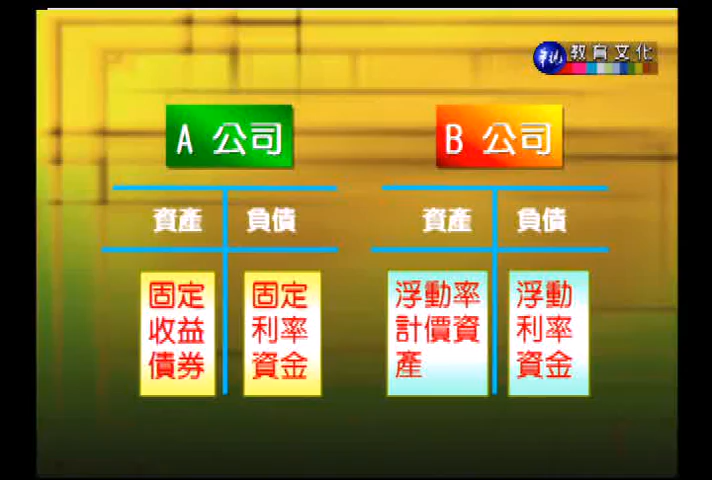 華視 教育文化
A 公司
B 公司
資產
負債
資產
負債
固定
收益
債券
固定
利率
資金
浮動率
計價資
產
浮動
利率
資金